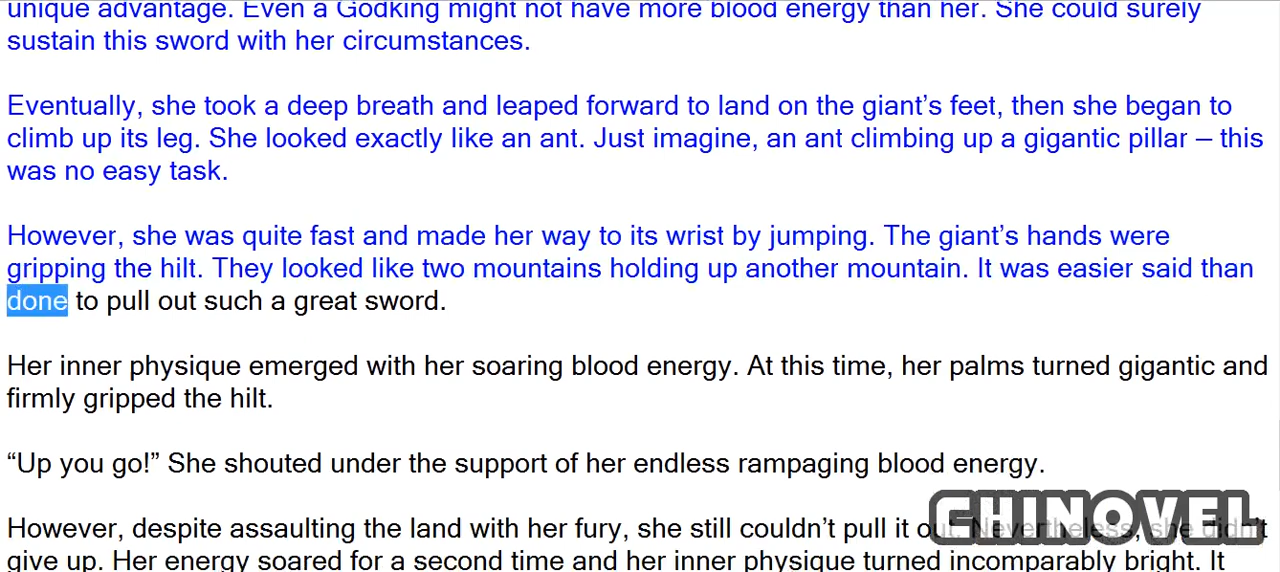 unique advantage. Even a Godking might not have more blood energy than her. She could surely
sustain this sword with her circumstances.
Eventually, she took a deep breath and leaped forward to land on the giant’s feet, then she began to
climb up its leg. She looked exactly like an ant. Just imagine, an ant climbing up a gigantic pillar – this
was no easy task.
However, she was quite fast and made her way to its wrist by jumping. The giant’s hands were
gripping the hilt. They looked like two mountains holding up another mountain. It was easier said than
done to pull out such a great sword.
Her inner physique emerged with her soaring blood energy. At this time, her palms turned gigantic and
firmly gripped the hilt.
“Up you go!” She shouted under the support of her endless rampaging blood energy.
However, despite assaulting the land with her fury, she still couldn’t pull it out. Nevertheless, she didn’t
give up. Her energy soared for a second time and her inner physique turned incomparably bright. It
CHINOVEL